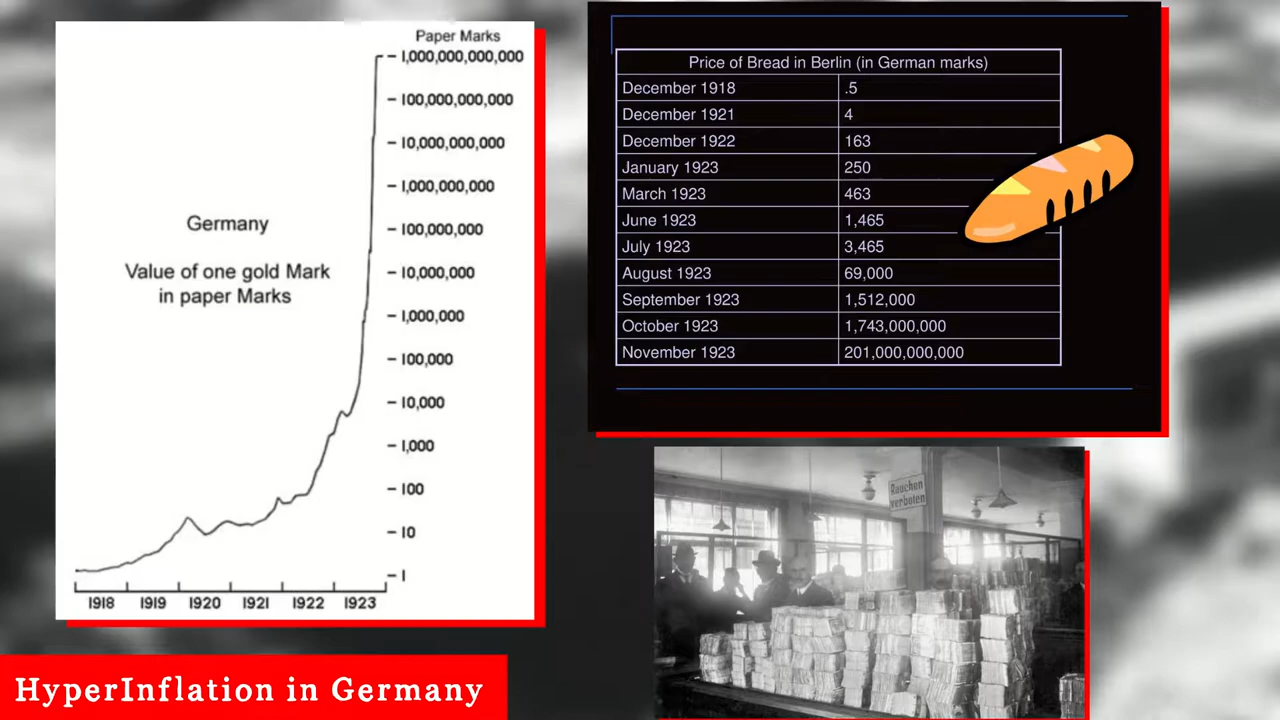 Paper Marks
1,000,000,000,000
100,000,000,000
10,000,000,000
1,000,000,000
100,000,000
10,000,000
1,000,000
100,000
10,000
1,000
100
10
1
Germany
Value of one gold Mark
in paper Marks
1918 1919 1920 1921 1922 1923
Price of Bread in Berlin (in German marks)
December 1918 .5
December 1921 4
December 1922 163
January 1923 250
March 1923 463
June 1923 1,465
July 1923 3,465
August 1923 69,000
September 1923 1,512,000
October 1923 1,743,000,000
November 1923 201,000,000,000
Rauchen
verboten
HyperInflation in Germany